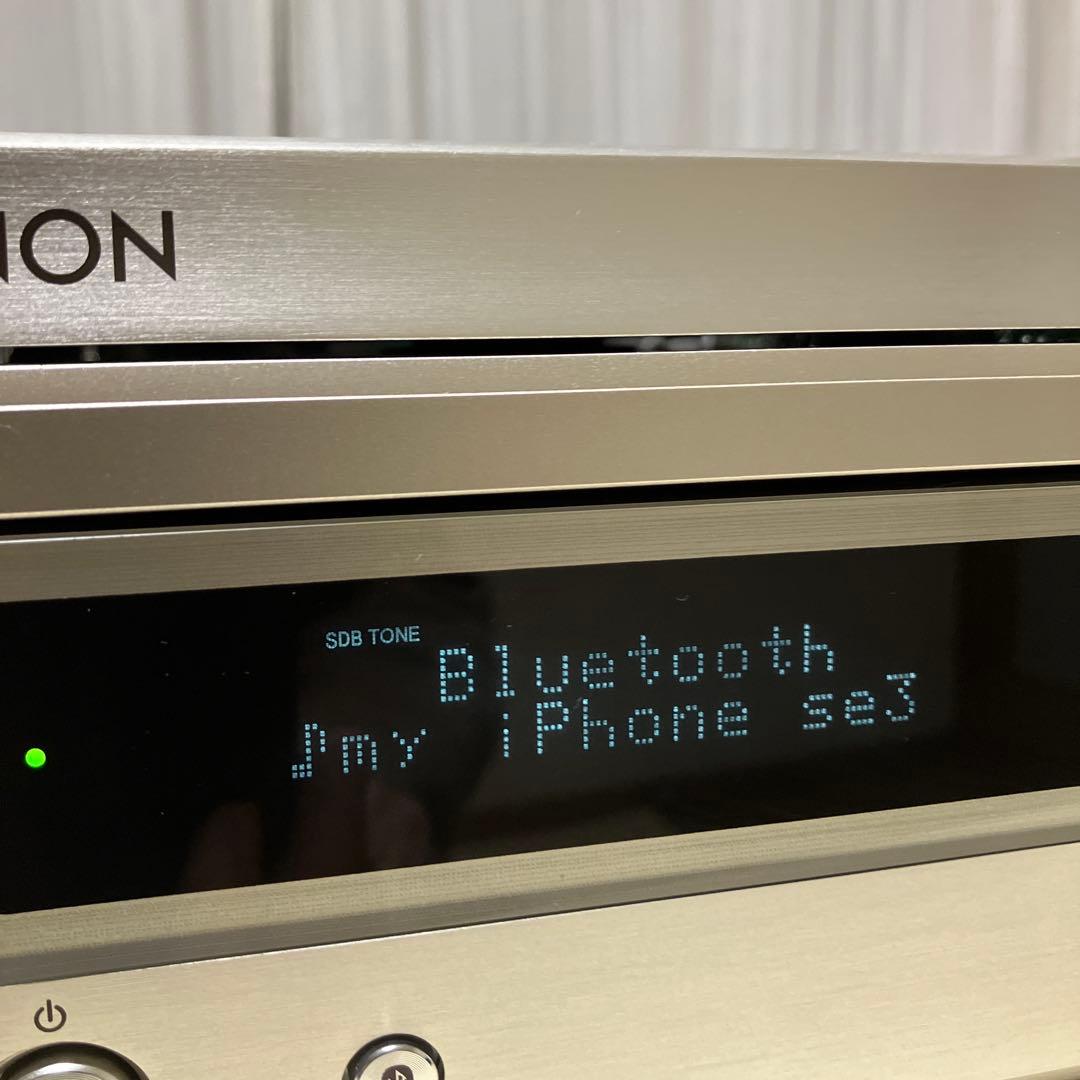 NON
SDB TONE
Bluetooth
♪my iPhone se3